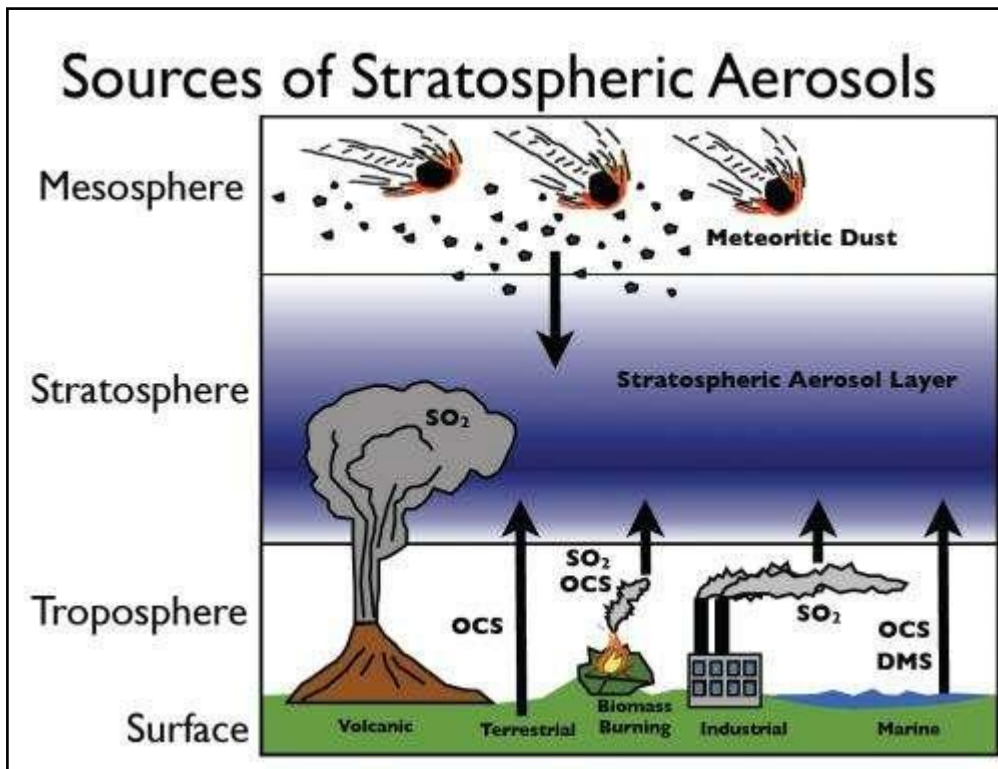 Sources of Stratospheric Aerosols
Mesosphere
Meteoritic Dust
Stratosphere
Stratospheric Aerosol Layer
SO₂
Troposphere
OCS
SO₂
OCS
SO₂
OCS
DMS
Surface
Volcanic
Terrestrial
Biomass
Burning
Industrial
Marine